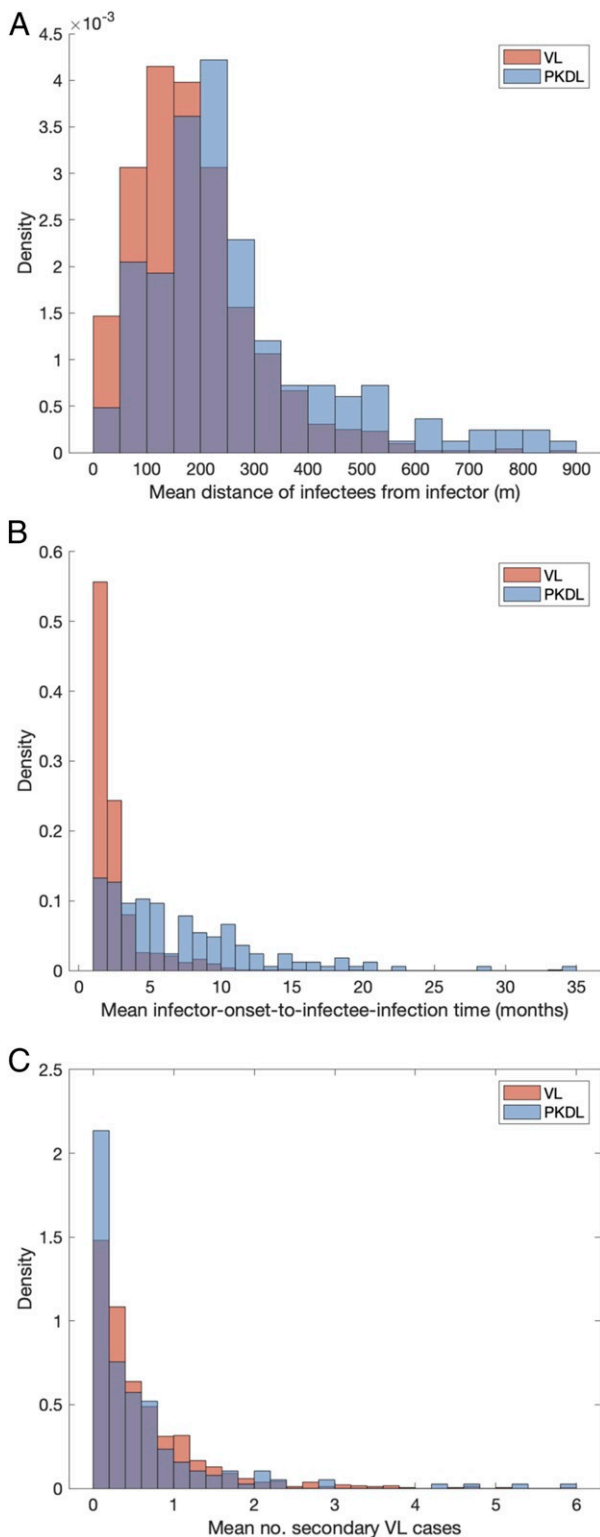 A
×10⁻³
4.5
4
3.5
3
2.5
2
1.5
1
0.5
0
Density
VL
PKDL
0 100 200 300 400 500 600 700 800 900
Mean distance of infectees from infector (m)
B
0.6
0.5
0.4
0.3
0.2
0.1
0
Density
VL
PKDL
0 5 10 15 20 25 30 35
Mean infector-onset-to-infectee-infection time (months)
C
2.5
2
1.5
1
0.5
0
Density
VL
PKDL
0 1 2 3 4 5 6
Mean no. secondary VL cases